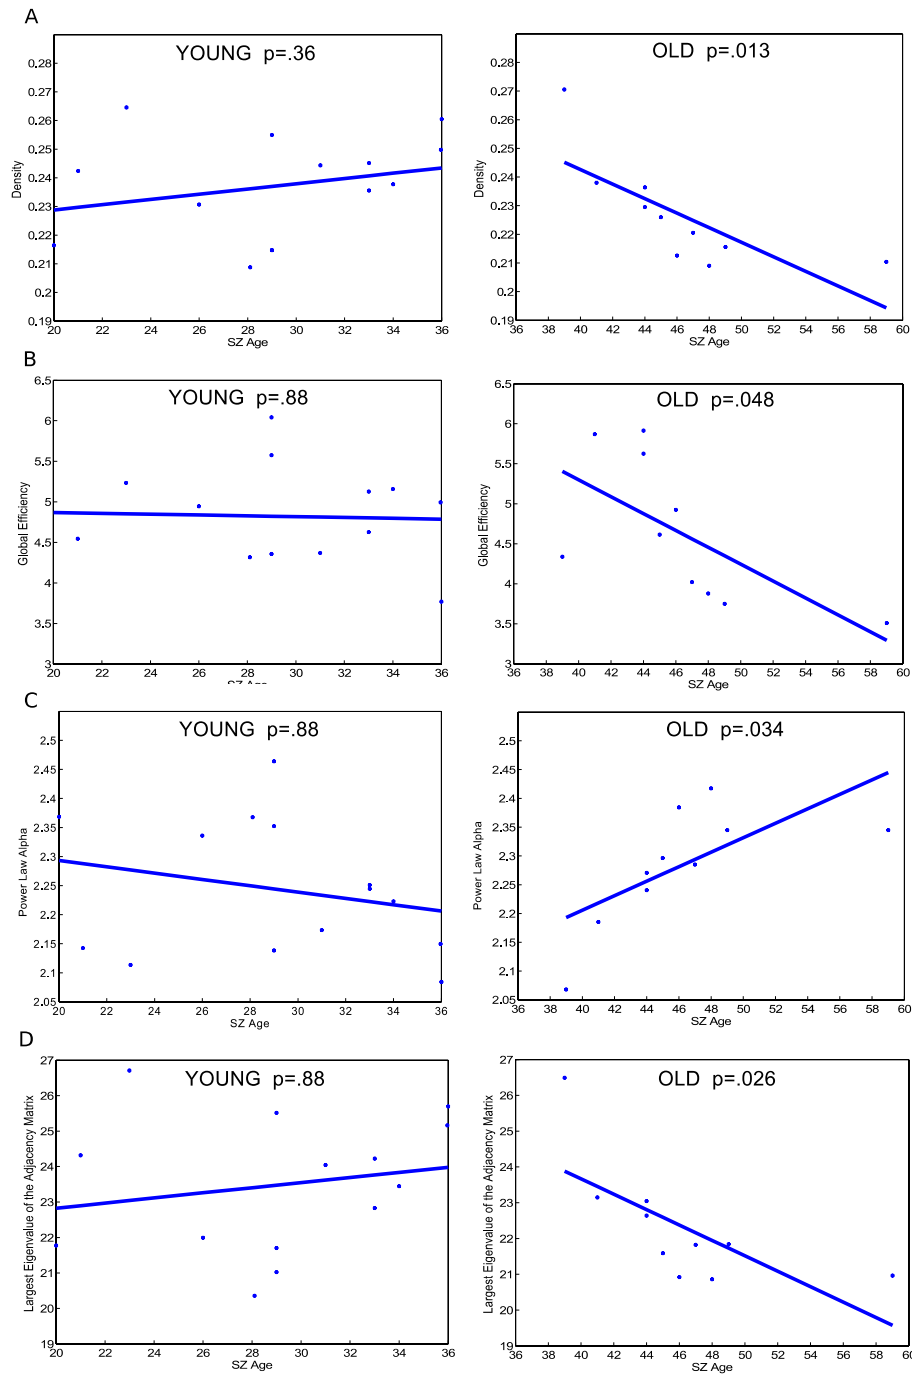 A
YOUNG p=.36
0.28
0.27
0.26
0.25
0.24
0.23
0.22
0.21
0.2
0.19
Density
20 22 24 26 28 30 32 34 36
SZ Age
OLD p=.013
0.28
0.27
0.26
0.25
0.24
0.23
0.22
0.21
0.2
0.19
Density
36 38 40 42 44 46 48 50 52 54 56 58 60
SZ Age
B
YOUNG p=.88
6.5
6
5.5
5
4.5
4
3.5
3
Global Efficiency
20 22 24 26 28 30 32 34 36
SZ Age
OLD p=.048
6.5
6
5.5
5
4.5
4
3.5
3
Global Efficiency
36 38 40 42 44 46 48 50 52 54 56 58 60
SZ Age
C
YOUNG p=.88
2.5
2.45
2.4
2.35
2.3
2.25
2.2
2.15
2.1
2.05
Power Law Alpha
20 22 24 26 28 30 32 34 36
SZ Age
OLD p=.034
2.5
2.45
2.4
2.35
2.3
2.25
2.2
2.15
2.1
2.05
Power Law Alpha
36 38 40 42 44 46 48 50 52 54 56 58 60
SZ Age
D
YOUNG p=.88
27
26
25
24
23
22
21
20
19
Largest Eigenvalue of the Adjacency Matrix
20 22 24 26 28 30 32 34 36
SZ Age
OLD p=.026
27
26
25
24
23
22
21
20
19
Largest Eigenvalue of the Adjacency Matrix
36 38 40 42 44 46 48 50 52 54 56 58 60
SZ Age